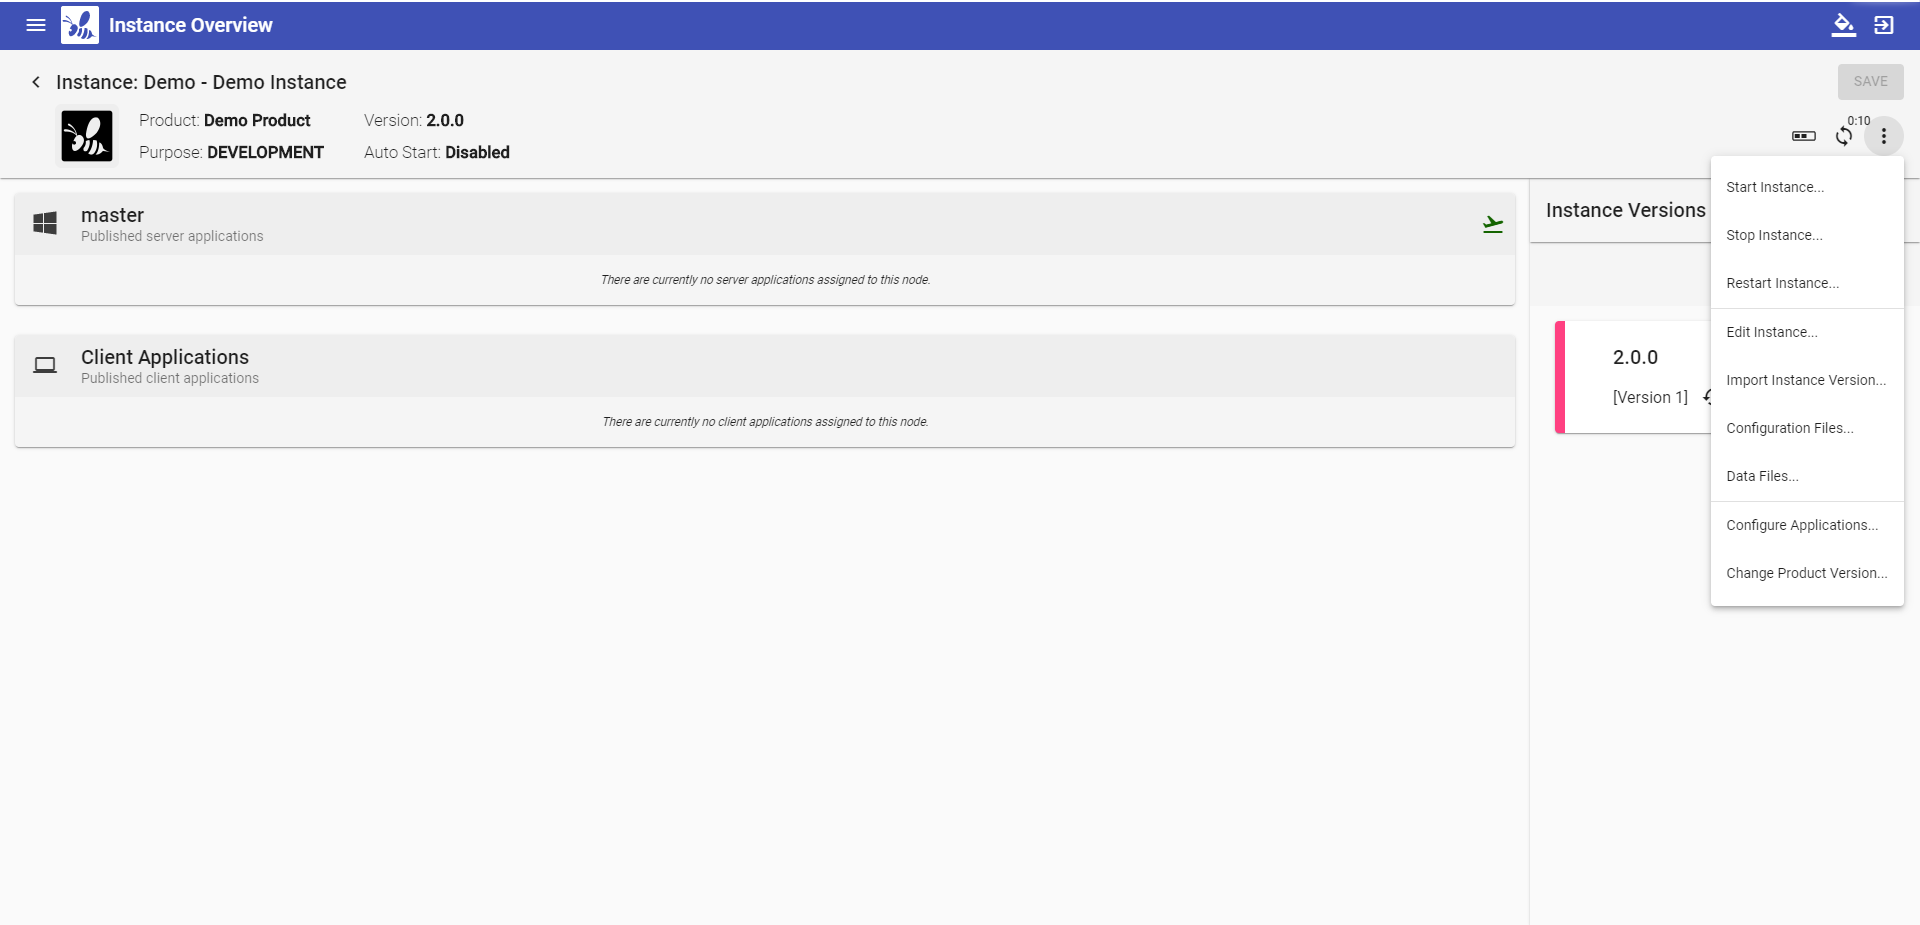 Instance Overview
Instance: Demo - Demo Instance
SAVE
Product: Demo Product
Version: 2.0.0
Purpose: DEVELOPMENT
Auto Start: Disabled
0:10
master
Published server applications
There are currently no server applications assigned to this node.
Client Applications
Published client applications
There are currently no client applications assigned to this node.
Instance Versions
2.0.0
[Version 1]
Start Instance...
Stop Instance...
Restart Instance...
Edit Instance...
Import Instance Version...
Configuration Files...
Data Files...
Configure Applications...
Change Product Version...